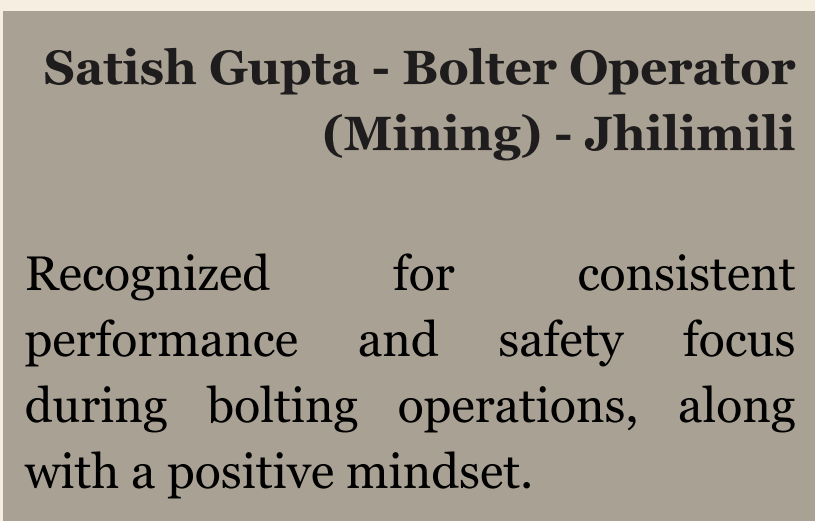 Satish Gupta - Bolter Operator
(Mining) - Jhilimili
Recognized for consistent
performance and safety focus
during bolting operations, along
with a positive mindset.